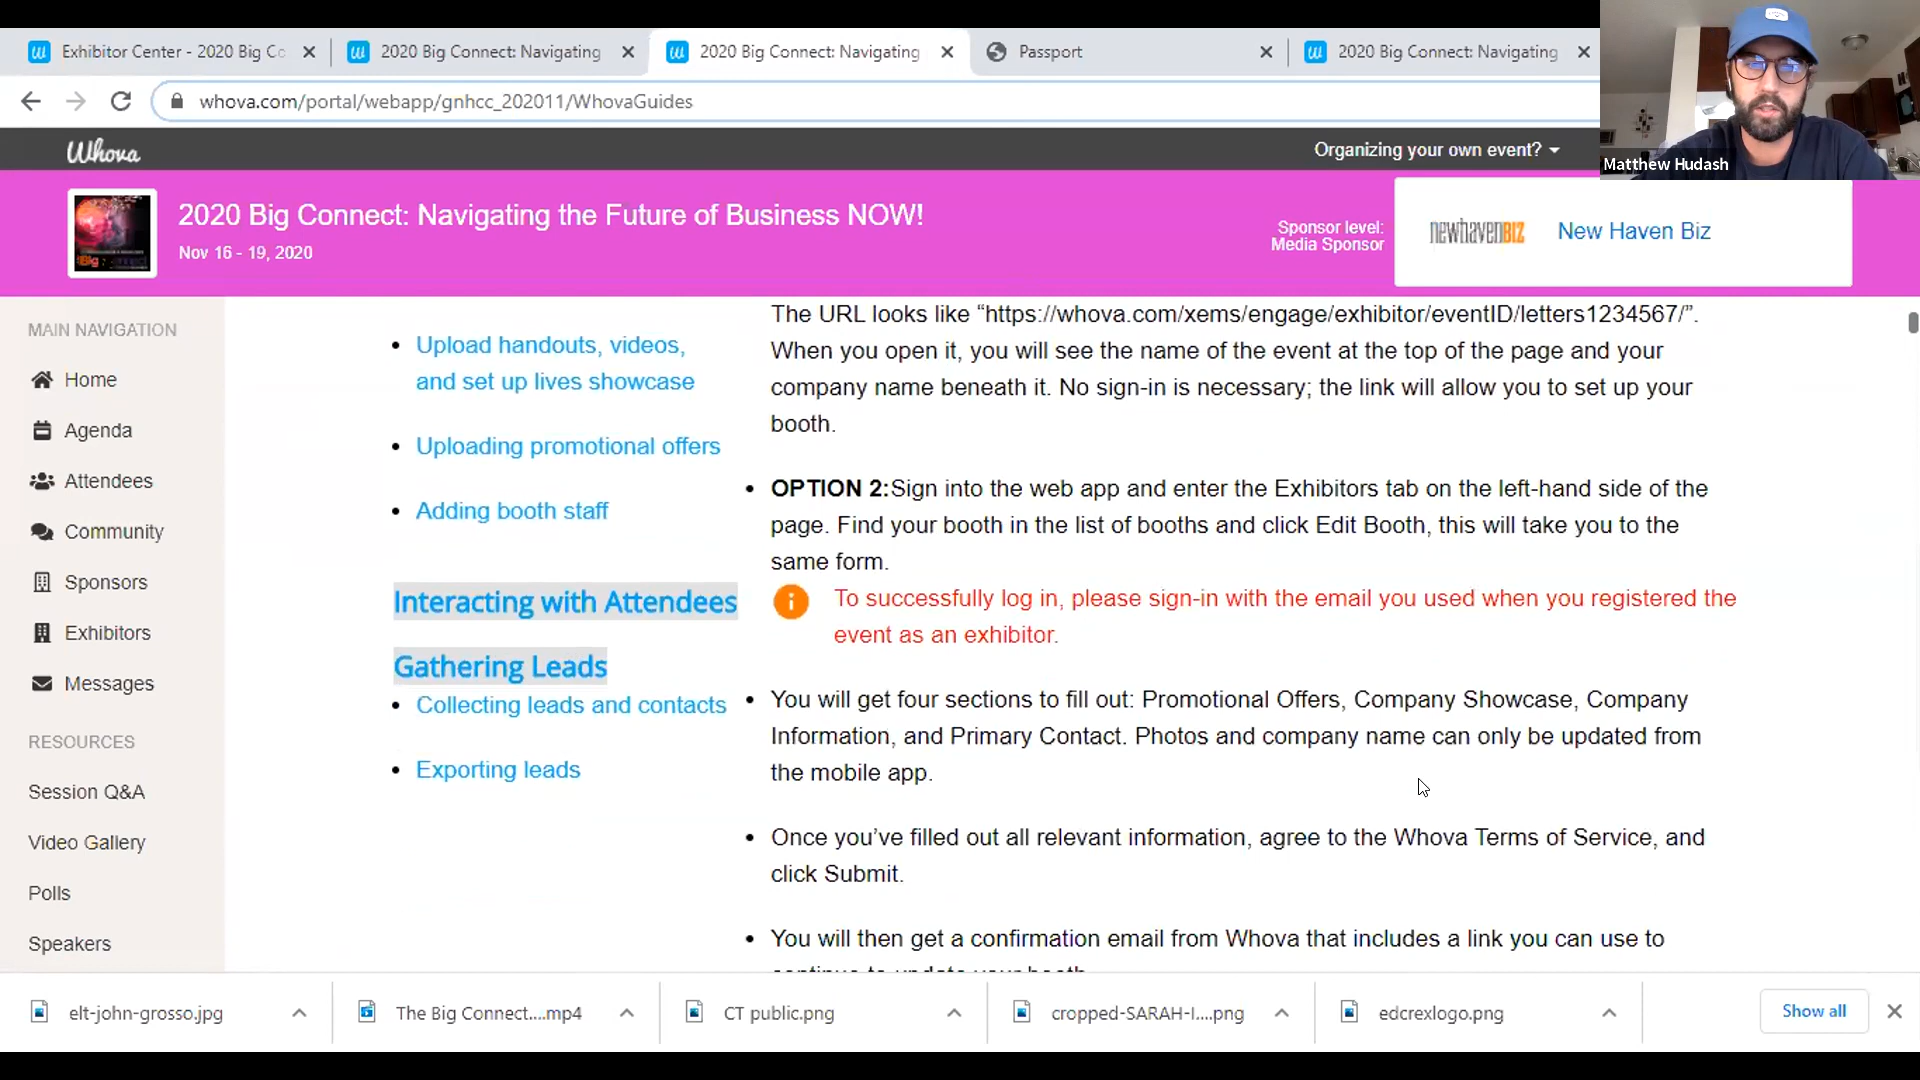 Exhibitor Center - 2020 Big Co
2020 Big Connect: Navigating
2020 Big Connect: Navigating
Passport
2020 Big Connect: Navigating
whova.com/portal/webapp/gnhcc_202011/WhovaGuides
Matthew Hudash
Whova
Organizing your own event?
2020 Big Connect: Navigating the Future of Business NOW!
Nov 16 - 19, 2020
Sponsor level:
Media Sponsor
newhavenBIZ
New Haven Biz
MAIN NAVIGATION
Home
Agenda
Attendees
Community
Sponsors
Exhibitors
Messages
RESOURCES
Session Q&A
Video Gallery
Polls
Speakers
Upload handouts, videos,
and set up lives showcase
Uploading promotional offers
Adding booth staff
Interacting with Attendees
Gathering Leads
Collecting leads and contacts
Exporting leads
The URL looks like “https://whova.com/xems/engage/exhibitor/eventID/letters1234567/”.
When you open it, you will see the name of the event at the top of the page and your
company name beneath it. No sign-in is necessary; the link will allow you to set up your
booth.
OPTION 2:Sign into the web app and enter the Exhibitors tab on the left-hand side of the
page. Find your booth in the list of booths and click Edit Booth, this will take you to the
same form.
To successfully log in, please sign-in with the email you used when you registered the
event as an exhibitor.
You will get four sections to fill out: Promotional Offers, Company Showcase, Company
Information, and Primary Contact. Photos and company name can only be updated from
the mobile app.
Once you’ve filled out all relevant information, agree to the Whova Terms of Service, and
click Submit.
You will then get a confirmation email from Whova that includes a link you can use to
continue to update your booth.
elt-john-grosso.jpg
The Big Connect....mp4
CT public.png
cropped-SARAH-I....png
edcrexlogo.png
Show all